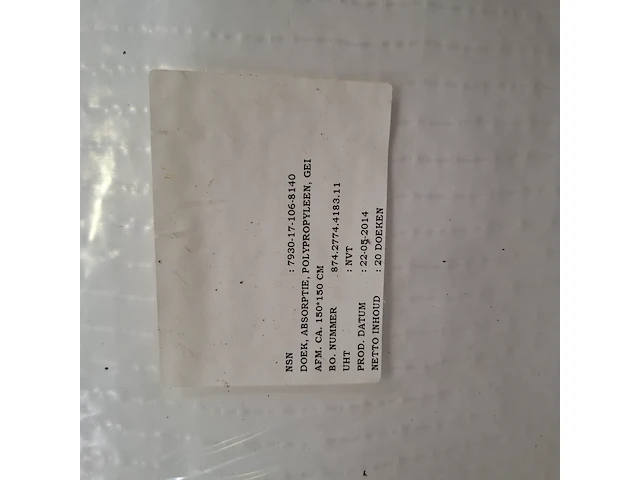 NSN : 7930-17-106-8140
DOEK, ABSORPTIE, POLYPROPYLEEN, GEI
AFM. CA. 150*150 CM
BO. NUMMER 874.2774.4183.11
UHT : NVT
PROD. DATUM : 22-05-2014
NETTO INHOUD : 20 DOEKEN